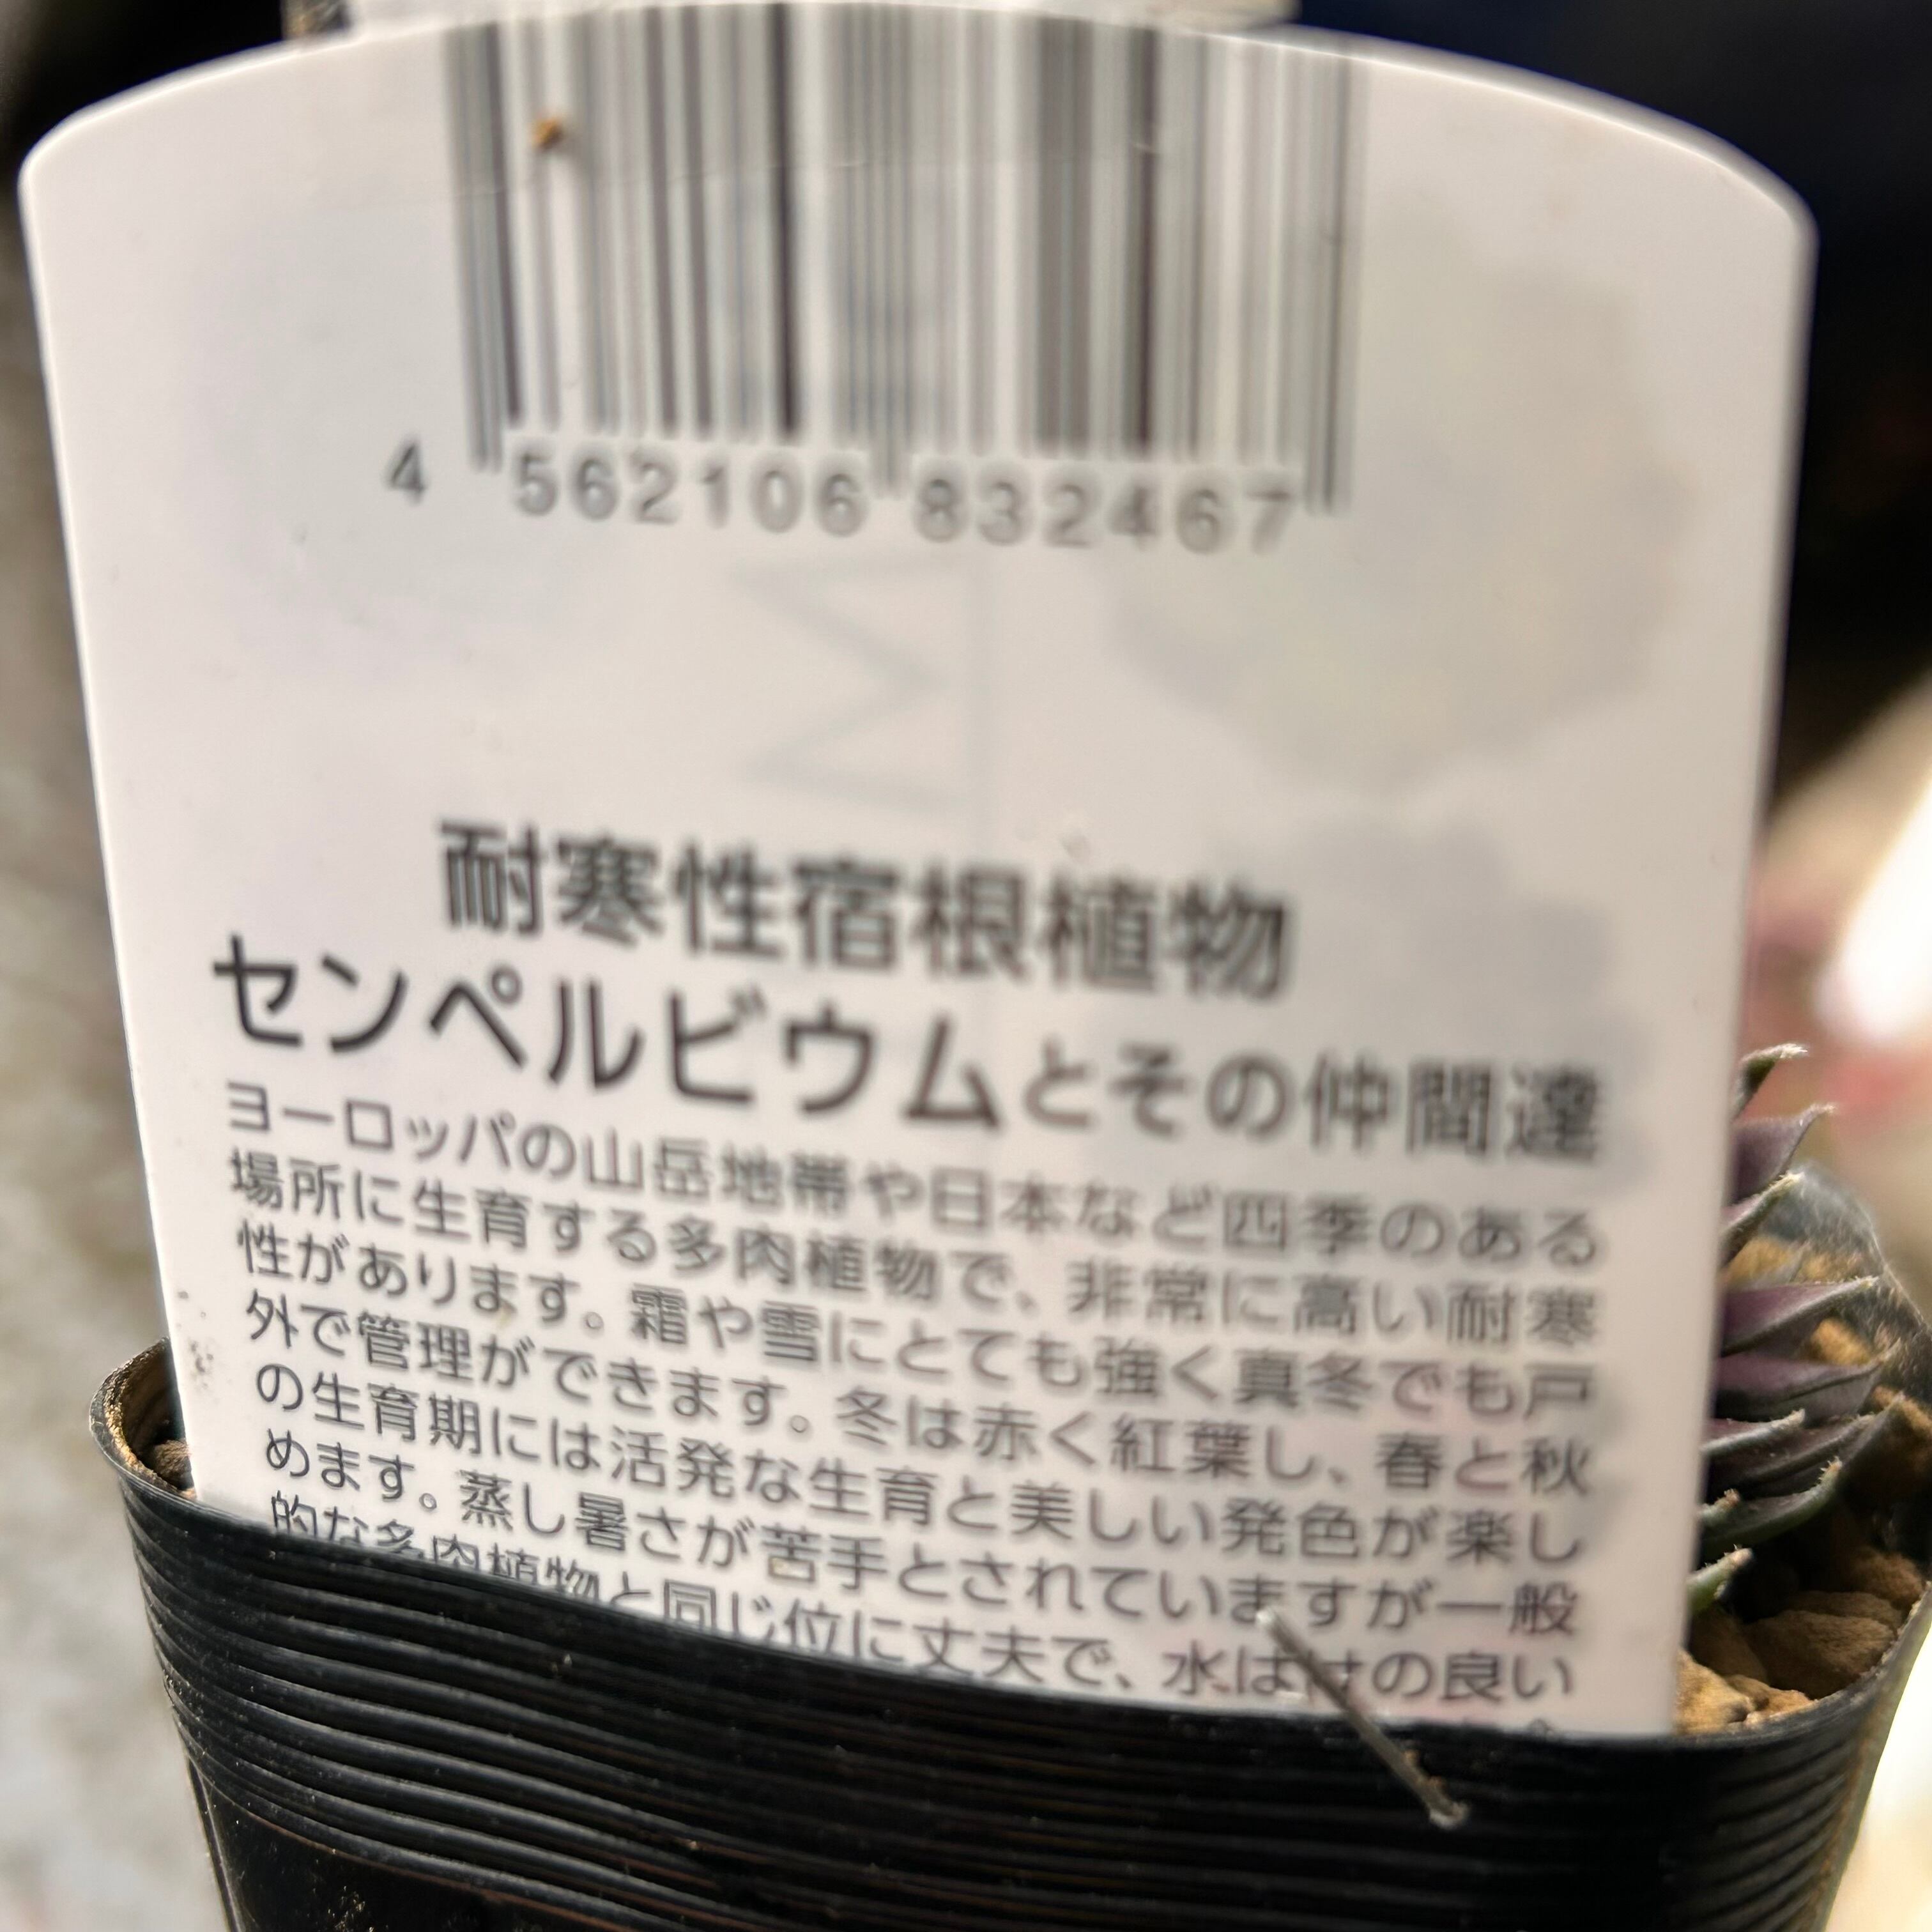 4 562106 832467
耐寒性宿根植物
センペルビウムとその仲間達
ヨーロッパの山岳地帯や日本など四季のある
場所に生育する多肉植物で、非常に高い耐寒
性があります。霜や雪にとても強く真冬でも戸
外で管理ができます。冬は赤く紅葉し、春と秋
の生育期には活発な生育と美しい発色が楽し
めます。蒸し暑さが苦手とされていますが一般
的な多肉植物と同じ位に丈夫で、水はけの良い